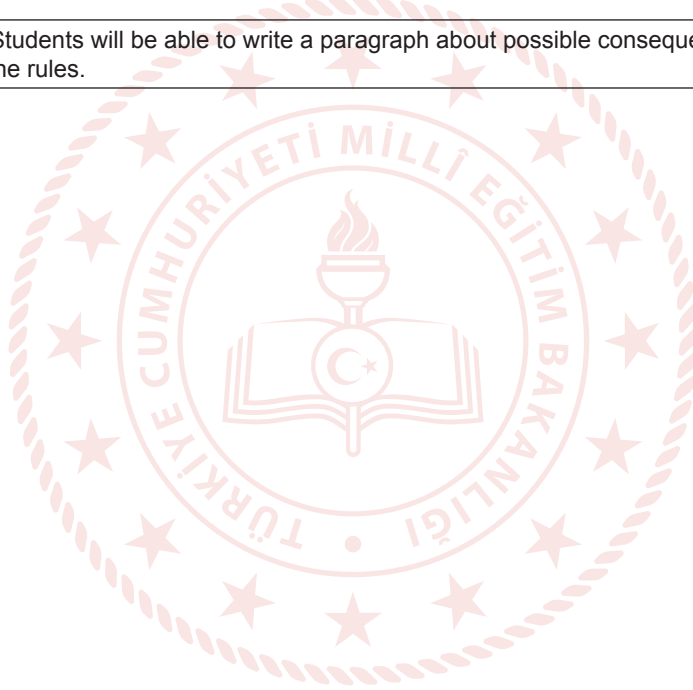 Students will be able to write a paragraph about possible conseque
he rules.
TÜRKİYE CUMHURİYETİ MİLLÎ EĞİTİM BAKANLIĞI